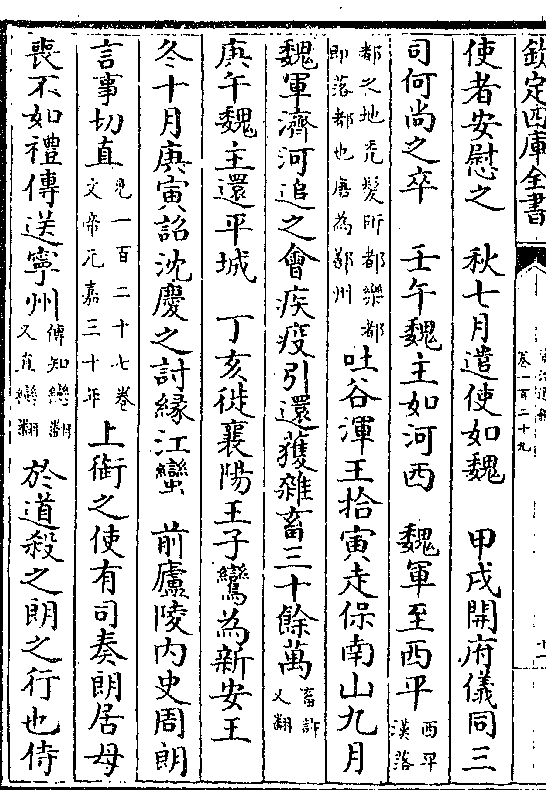 欽定四庫全書
卷一百二十九
使者安慰之　秋七月遣使如魏　甲戌開府儀同三
司何尚之卒　壬午魏主如河西　魏軍至西平西平漢落
都之地禿髮所都樂都即落都也唐為鄯州吐谷渾王拾寅走保南山九月
魏軍濟河追之會疾疫引還獲雜畜三十餘萬畜許又翻
庚午魏主還平城　丁亥徙襄陽王子鸞為新安王
冬十月庚寅詔沈慶之討緣江蠻　前廬陵内史周朗
言事切直見一百二十七卷文帝元嘉三十年上銜之使有司奏朗居母
喪不如禮傳送寧州傳知戀翻又直戀翻　於道殺之朗之行也侍